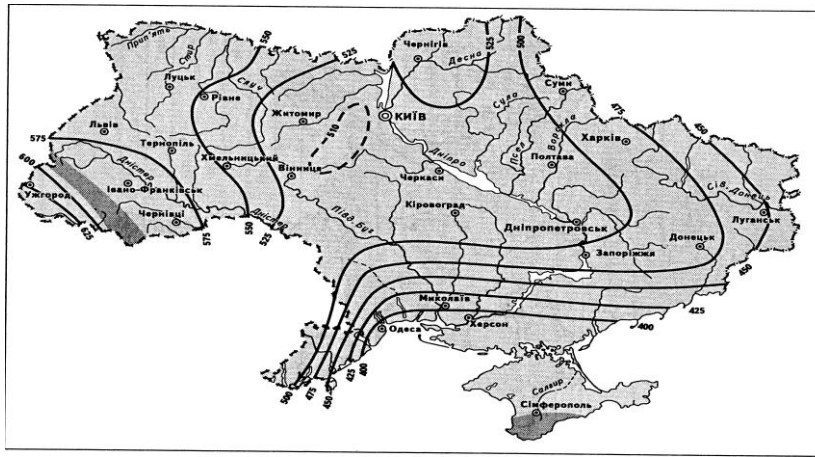 550
525
525
500
Прип'ять
Стир
Случ
Чернігів
Десна
Луцьк
Рівне
Суми
475
Житомир
КИЇВ
Сула
510
450
Львів
575
Тернопіль
Псел
Ворскла
Харків
Хмельницький
Вінниця
Дніпро
Полтава
600
Дністер
Черкаси
Сів. Донець
Ужгород
Івано-Франківськ
Чернівці
Дністер
Півд. Буг
Кіровоград
Луганськ
625
575
550
525
Дніпропетровськ
Донецьк
Запоріжжя
450
Миколаїв
425
Одеса
Херсон
400
500
475
450
425
400
Салгир
Сімферополь